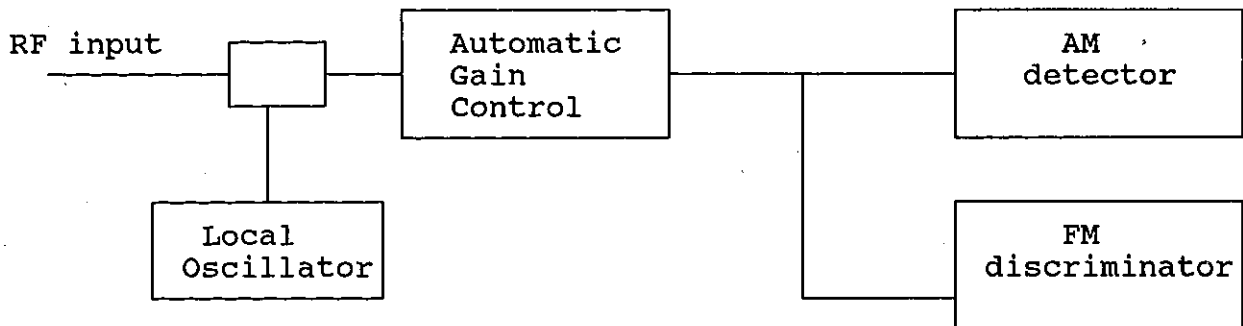 RF input
Automatic
Gain
Control
AM
detector
Local
Oscillator
FM
discriminator